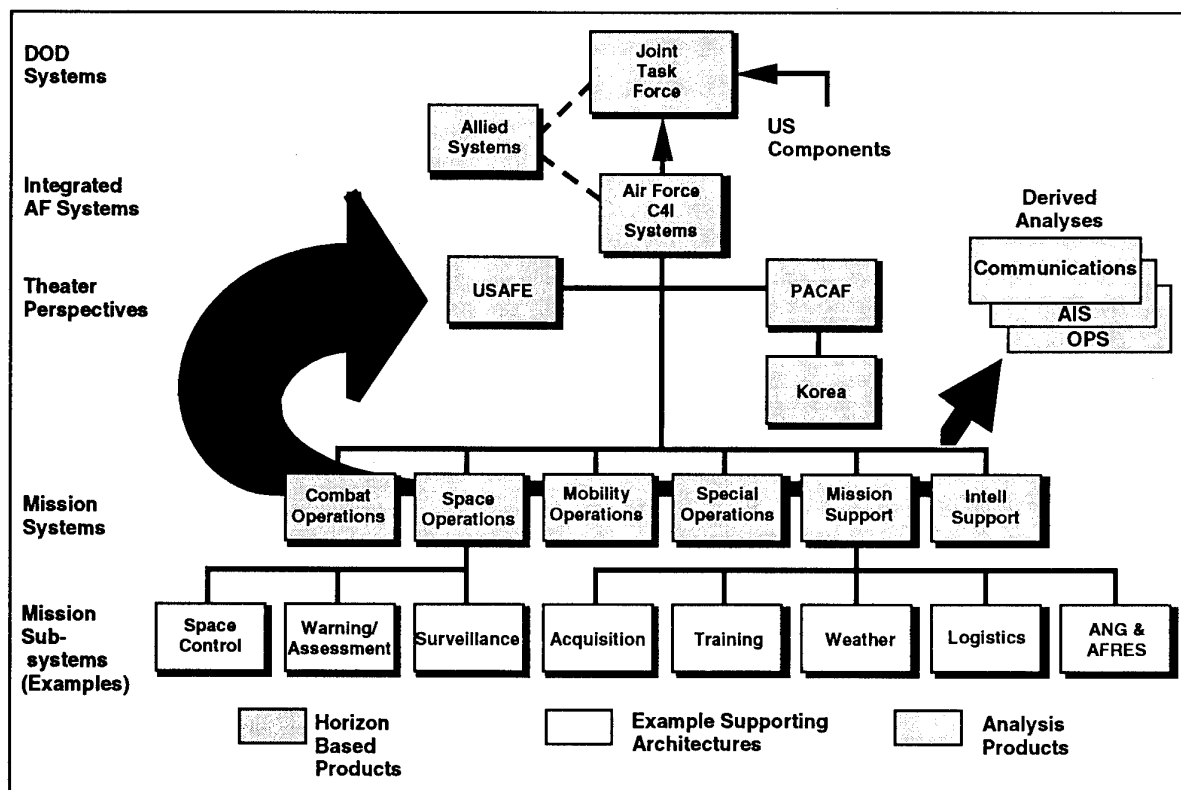 DOD
Systems
Joint
Task
Force
Allied
Systems
US
Components
Integrated
AF Systems
Air Force
C4I
Systems
Derived
Analyses
Communications
AIS
OPS
Theater
Perspectives
USAFE
PACAF
Korea
Mission
Systems
Combat
Operations
Space
Operations
Mobility
Operations
Special
Operations
Mission
Support
Intell
Support
Mission
Sub-
systems
(Examples)
Space
Control
Warning/
Assessment
Surveillance
Acquisition
Training
Weather
Logistics
ANG &
AFRES
Horizon
Based
Products
Example Supporting
Architectures
Analysis
Products